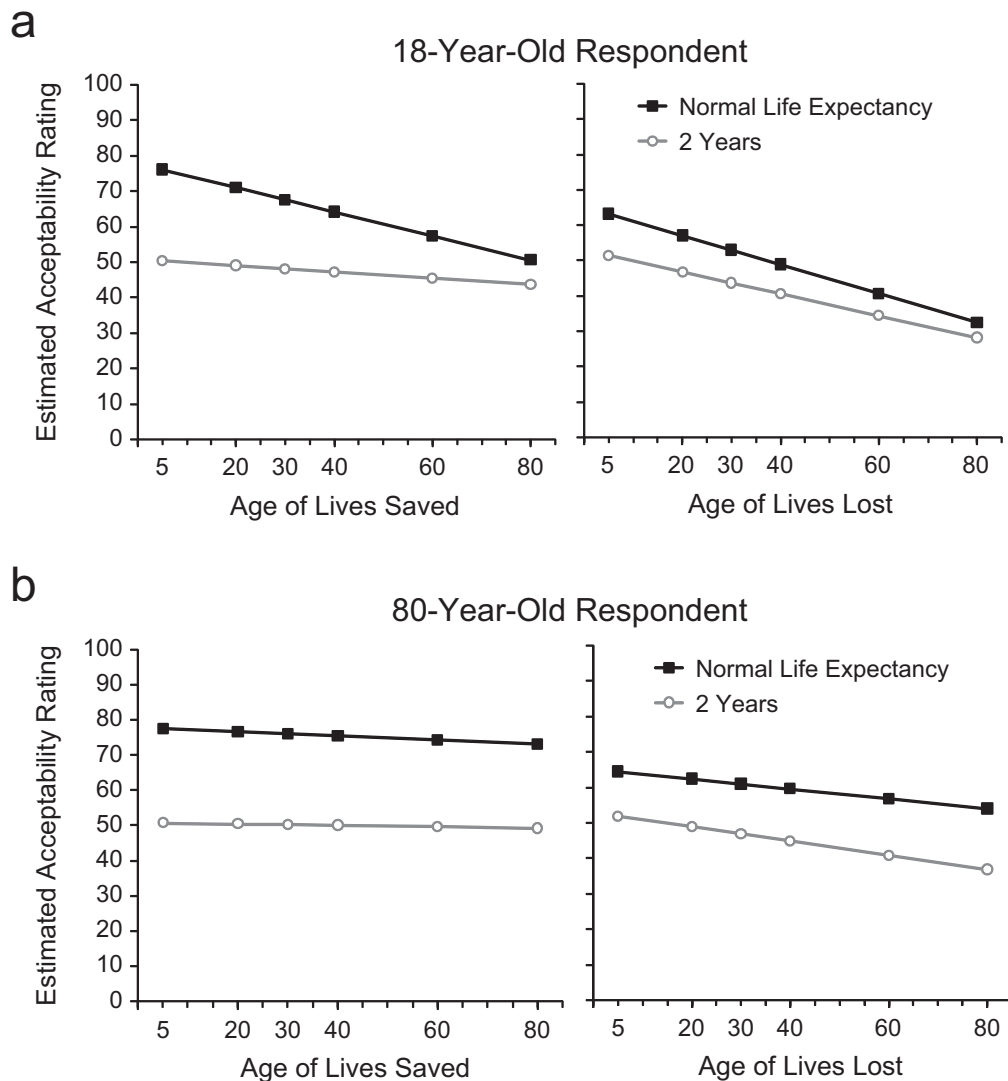 a
18-Year-Old Respondent
Estimated Acceptability Rating
100
90
80
70
60
50
40
30
20
10
0
5 20 30 40 60 80
Age of Lives Saved
Normal Life Expectancy
2 Years
5 20 30 40 60 80
Age of Lives Lost
b
80-Year-Old Respondent
Estimated Acceptability Rating
100
90
80
70
60
50
40
30
20
10
0
5 20 30 40 60 80
Age of Lives Saved
Normal Life Expectancy
2 Years
5 20 30 40 60 80
Age of Lives Lost